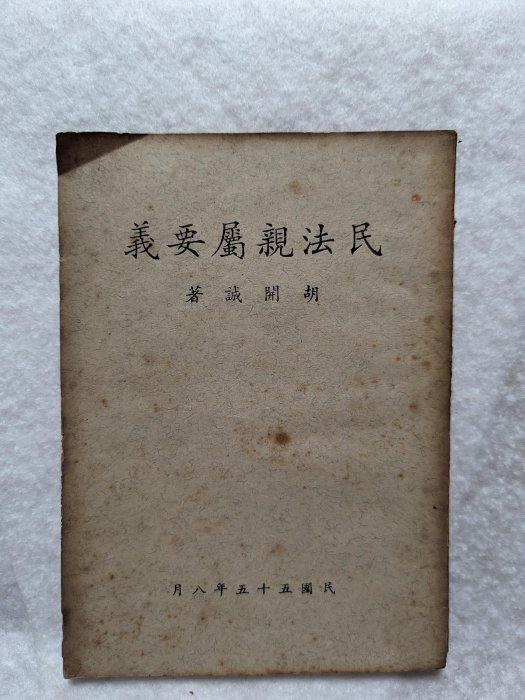 民法親屬要義
胡開誠著
民國五十五年八月